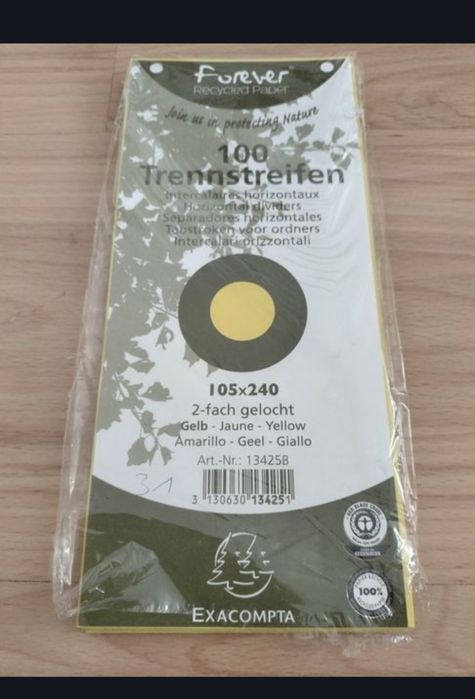 Forever
Recycled Paper
Join us in protecting Nature
100
Trennstreifen
Intercalaires horizontaux
Horizontal dividers
Separadores horizontales
Tabstroken voor ordners
Intercalari orizzontali
105x240
2-fach gelocht
Gelb - Jaune - Yellow
Amarillo - Geel - Giallo
Art.-Nr.: 13425B
31
3 130630 134251
100%
EXACOMPTA